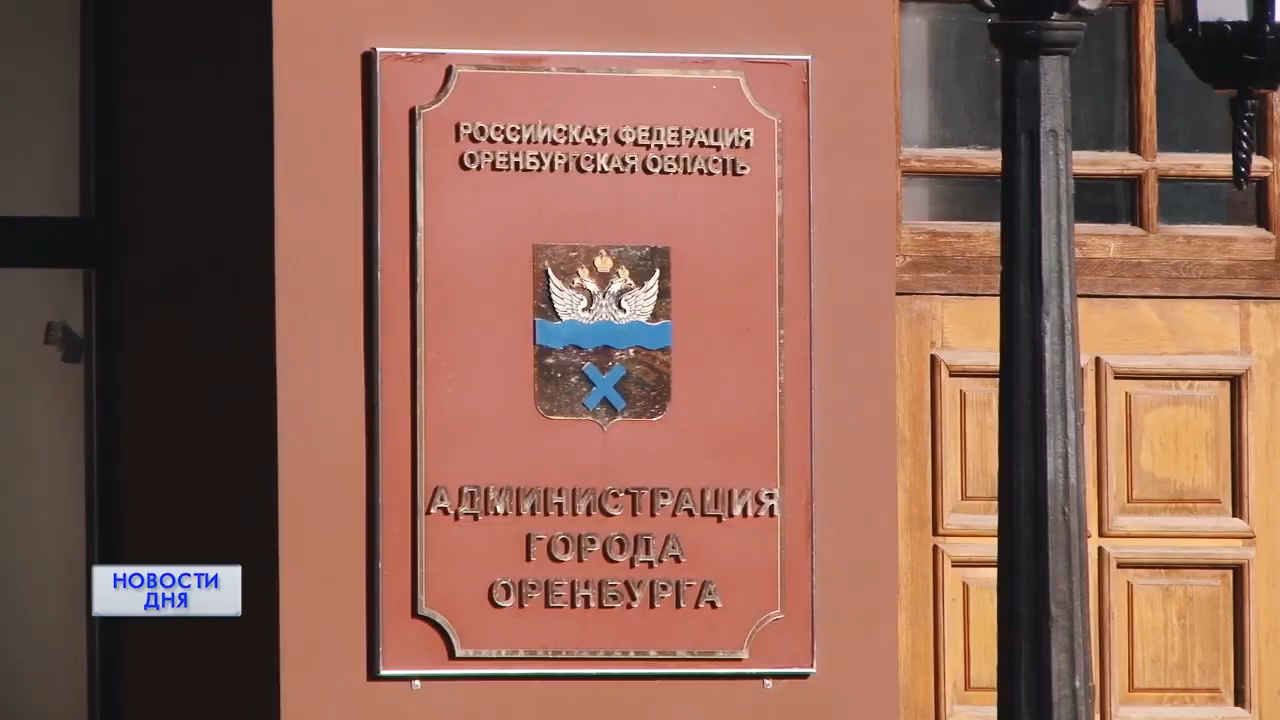 РОССИЙСКАЯ ФЕДЕРАЦИЯ
ОРЕНБУРГСКАЯ ОБЛАСТЬ
АДМИНИСТРАЦИЯ
ГОРОДА
ОРЕНБУРГА
НОВОСТИ
ДНЯ